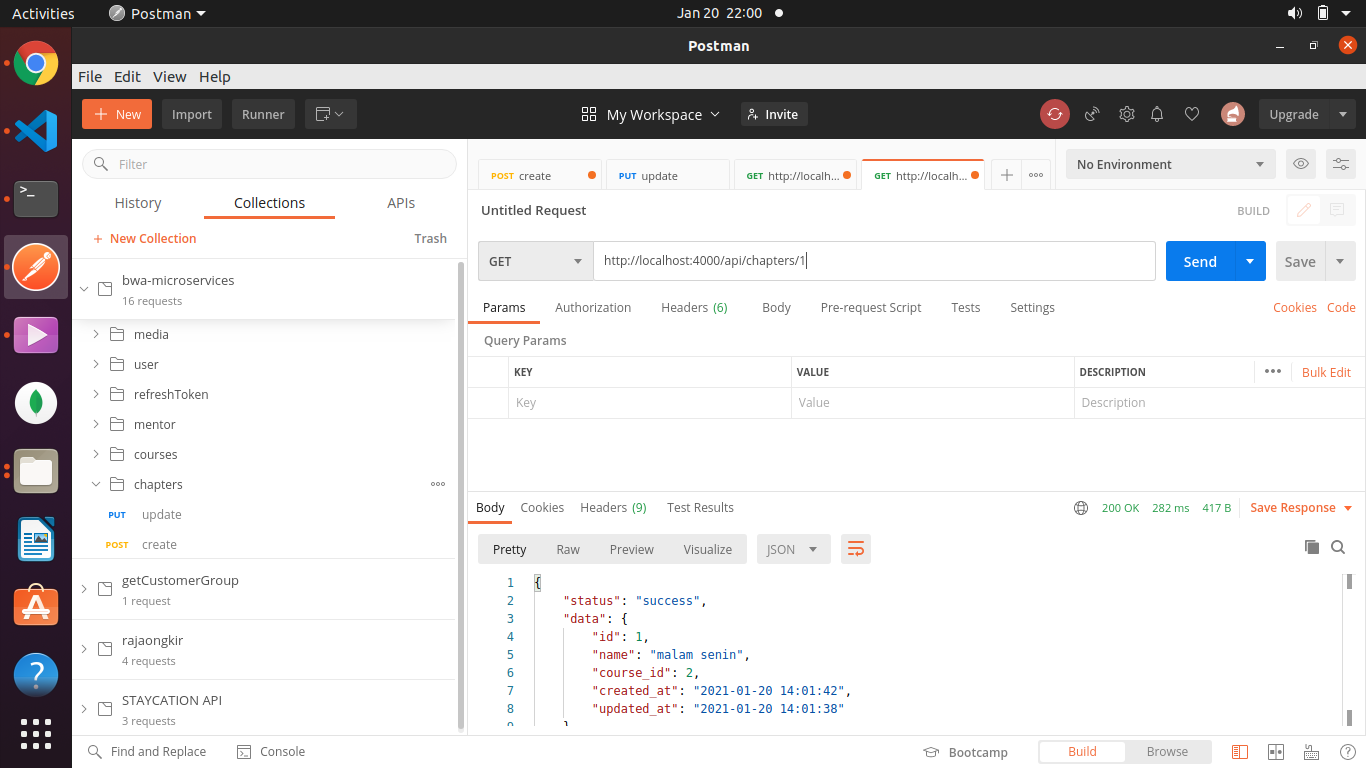 Activities Postman Jan 20 22:00
Postman
File Edit View Help
New Import Runner My Workspace Invite Upgrade
Filter
History Collections APIs
+ New Collection Trash
bwa-microservices
16 requests
media
user
refreshToken
mentor
courses
chapters
PUT update
POST create
getCustomerGroup
1 request
rajaongkir
4 requests
STAYCATION API
3 requests
POST create PUT update GET http://localh... GET http://localh... No Environment
Untitled Request BUILD
GET http://localhost:4000/api/chapters/1 Send Save
Params Authorization Headers (6) Body Pre-request Script Tests Settings Cookies Code
Query Params
KEY VALUE DESCRIPTION ••• Bulk Edit
Key Value Description
Body Cookies Headers (9) Test Results 200 OK 282 ms 417 B Save Response
Pretty Raw Preview Visualize JSON
1 {
2 "status": "success",
3 "data": {
4 "id": 1,
5 "name": "malam senin",
6 "course_id": 2,
7 "created_at": "2021-01-20 14:01:42",
8 "updated_at": "2021-01-20 14:01:38"
9 }
Find and Replace Console Bootcamp Build Browse